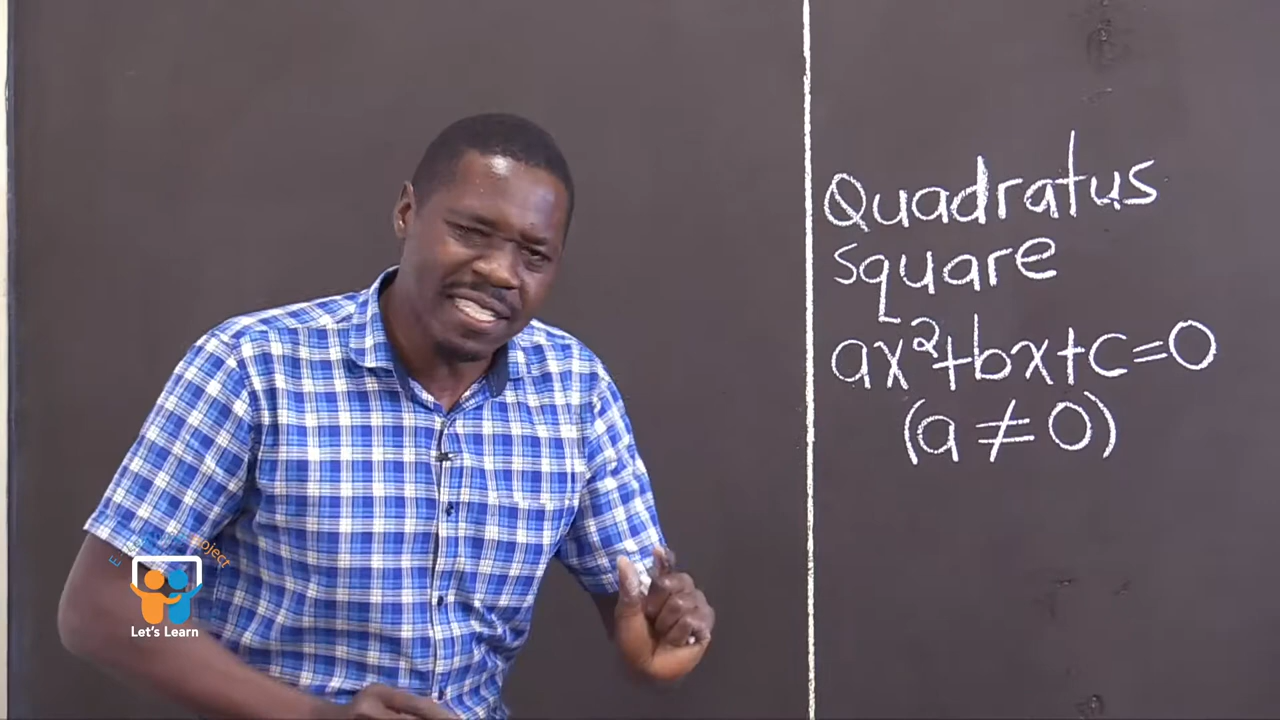 Quadratus
square
ax²+bx+c=0
(a ≠ 0)
Let's Learn